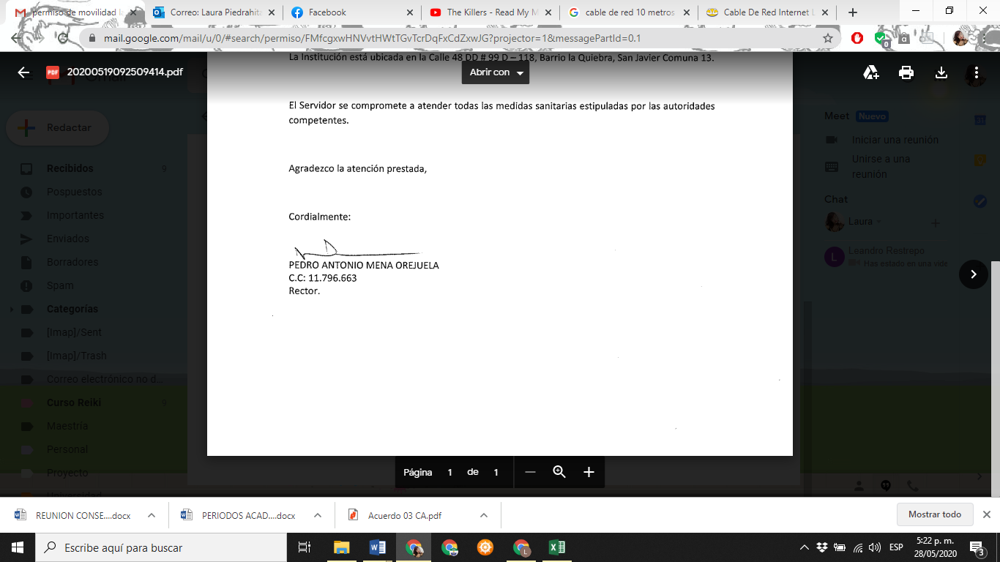 permiso de movilidad la
Correo: Laura Piedrahita
Facebook
The Killers - Read My M
cable de red 10 metros
Cable De Red Internet L
mail.google.com/mail/u/0/#search/permiso/FMfcgxwHNVvtHWtTGvTcrDqFxCdZxwJG?projector=1&messagePartId=0.1
La Institución está ubicada en la Calle 48 DD # 99 D – 118, Barrio la Quiebra, San Javier Comuna 13.
PDF
20200519092509414.pdf
Abrir con
El Servidor se compromete a atender todas las medidas sanitarias estipuladas por las autoridades
competentes.
Agradezco la atención prestada,
Cordialmente:
PEDRO ANTONIO MENA OREJUELA
C.C: 11.796.663
Rector.
Redactar
Recibidos 9
Pospuestos
Importantes
Enviados
Borradores
Spam
Categorías
[Imap]/Sent
[Imap]/Trash
Correo electrónico no d...
Curso Reiki 9
Maestría
Personal
Proyecto
Universidad
Meet Nuevo
Iniciar una reunión
Unirse a una
reunión
Chat
Laura
L
Leandro Restrepo
Has estado en una vide
Página 1 de 1
REUNION CONSE....docx
PERIODOS ACAD....docx
Acuerdo 03 CA.pdf
Mostrar todo
Escribe aquí para buscar
ESP
5:22 p. m.
28/05/2020
3